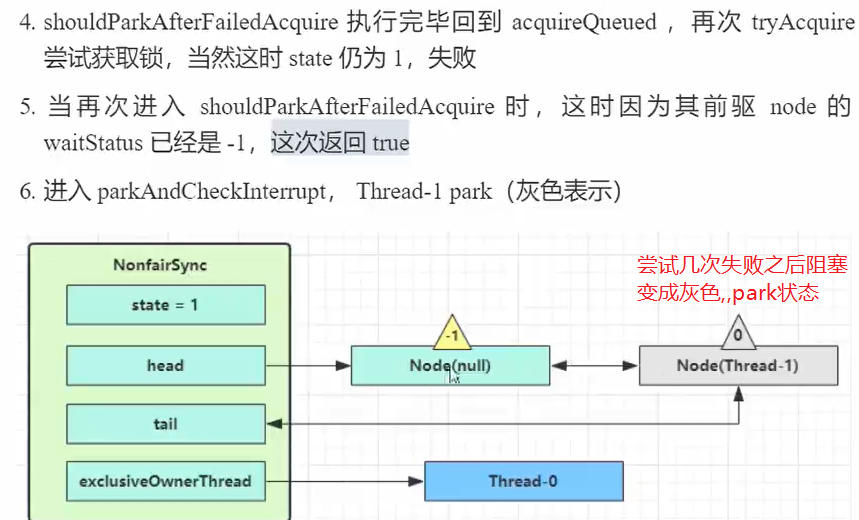 4. shouldParkAfterFailedAcquire 执行完毕回到 acquireQueued ，再次 tryAcquire
尝试获取锁，当然这时 state 仍为 1，失败
5. 当再次进入 shouldParkAfterFailedAcquire 时，这时因为其前驱 node 的
waitStatus 已经是 -1，这次返回 true
6. 进入 parkAndCheckInterrupt， Thread-1 park（灰色表示）
尝试几次失败之后阻塞
变成灰色,,park状态
NonfairSync
state = 1
-1
0
head
Node(null)
Node(Thread-1)
tail
exclusiveOwnerThread
Thread-0